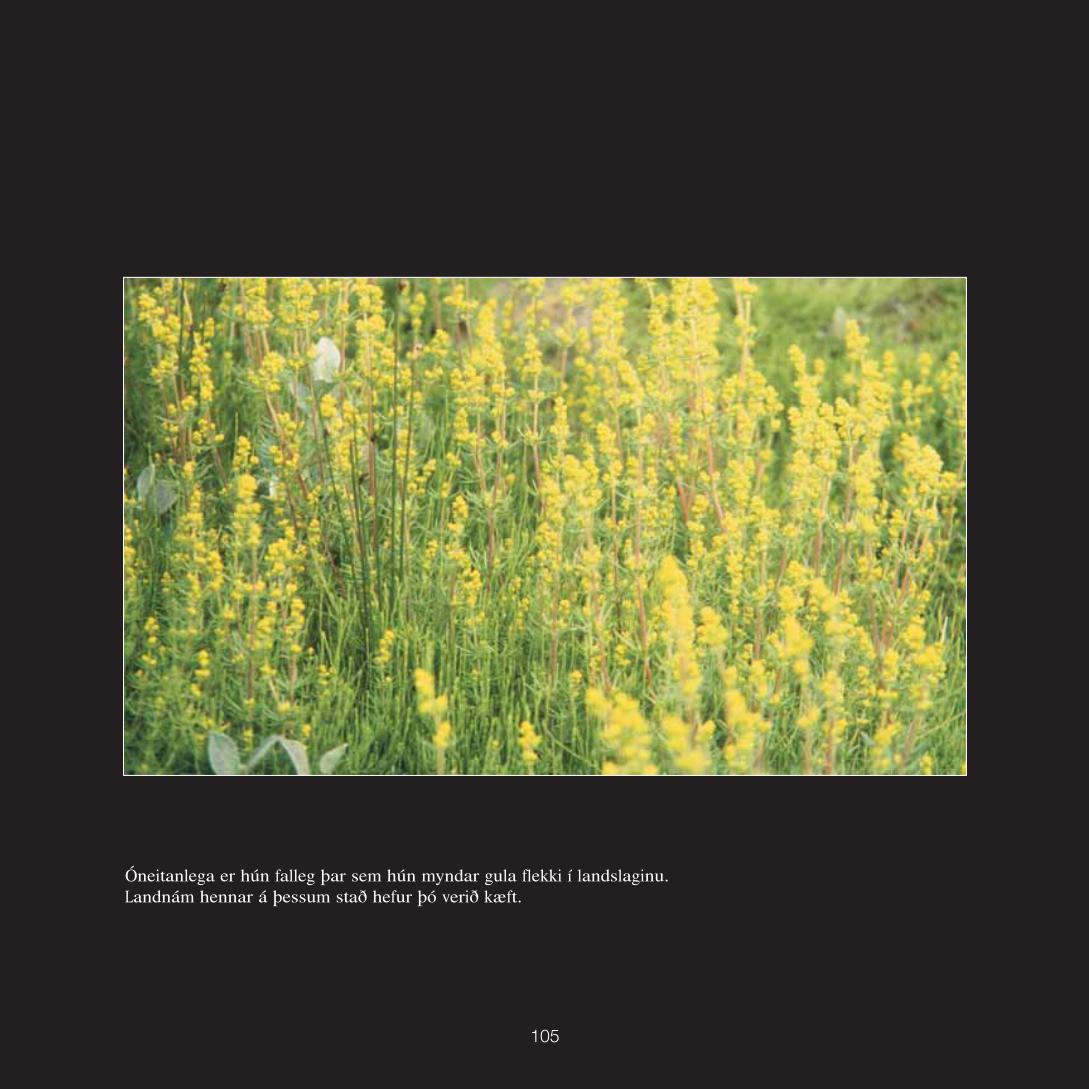 Óneitanlega er hún falleg þar sem hún myndar gula flekki í landslaginu.
Landnám hennar á þessum stað hefur þó verið kæft.
105